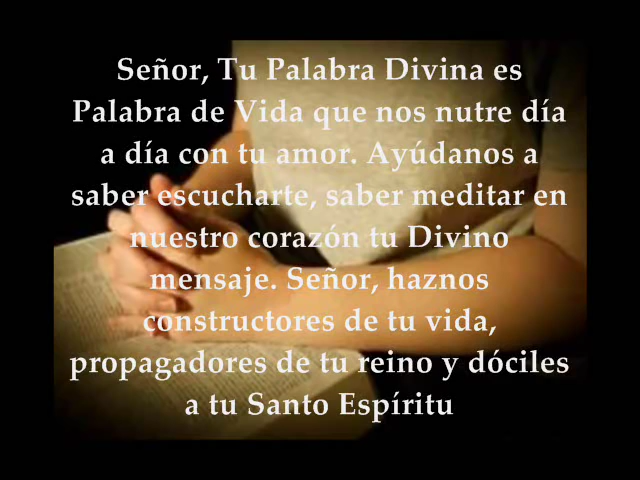 Señor, Tu Palabra Divina es
Palabra de Vida que nos nutre día
a día con tu amor. Ayúdanos a
saber escucharte, saber meditar en
nuestro corazón tu Divino
mensaje. Señor, haznos
constructores de tu vida,
propagadores de tu reino y dóciles
a tu Santo Espíritu